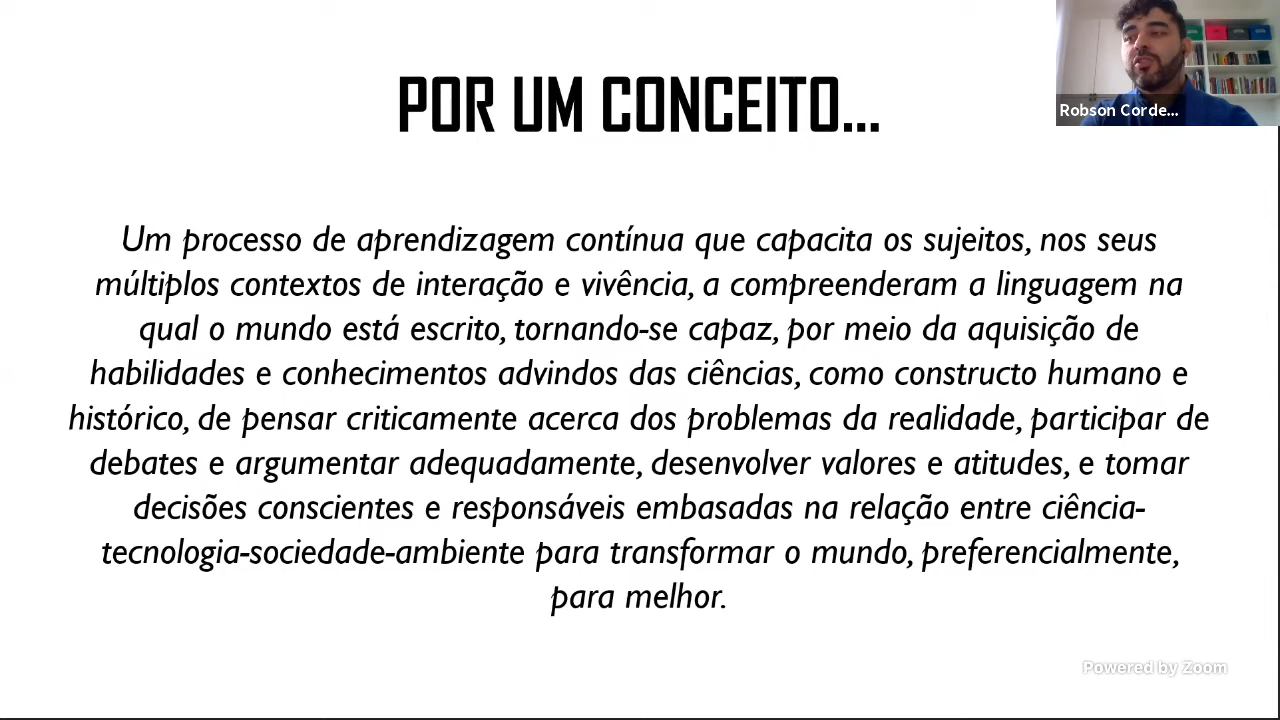 POR UM CONCEITO...
Robson Corde...
Um processo de aprendizagem contínua que capacita os sujeitos, nos seus
múltiplos contextos de interação e vivência, a compreenderam a linguagem na
qual o mundo está escrito, tornando-se capaz, por meio da aquisição de
habilidades e conhecimentos advindos das ciências, como constructo humano e
histórico, de pensar criticamente acerca dos problemas da realidade, participar de
debates e argumentar adequadamente, desenvolver valores e atitudes, e tomar
decisões conscientes e responsáveis embasadas na relação entre ciência-
tecnologia-sociedade-ambiente para transformar o mundo, preferencialmente,
para melhor.
Powered by Zoom